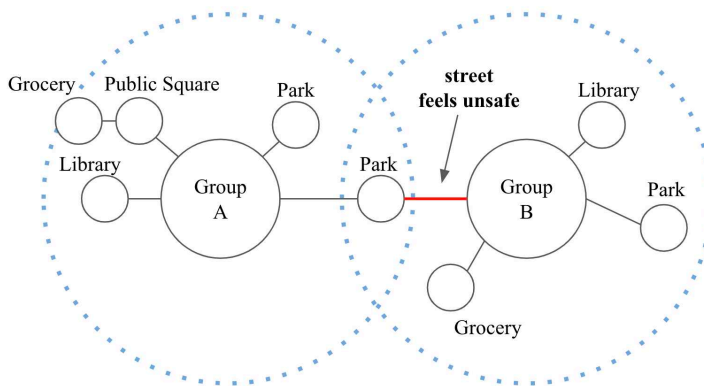 street
feels unsafe
Grocery
Public Square
Park
Library
Library
Park
Group
A
Group
B
Park
Grocery